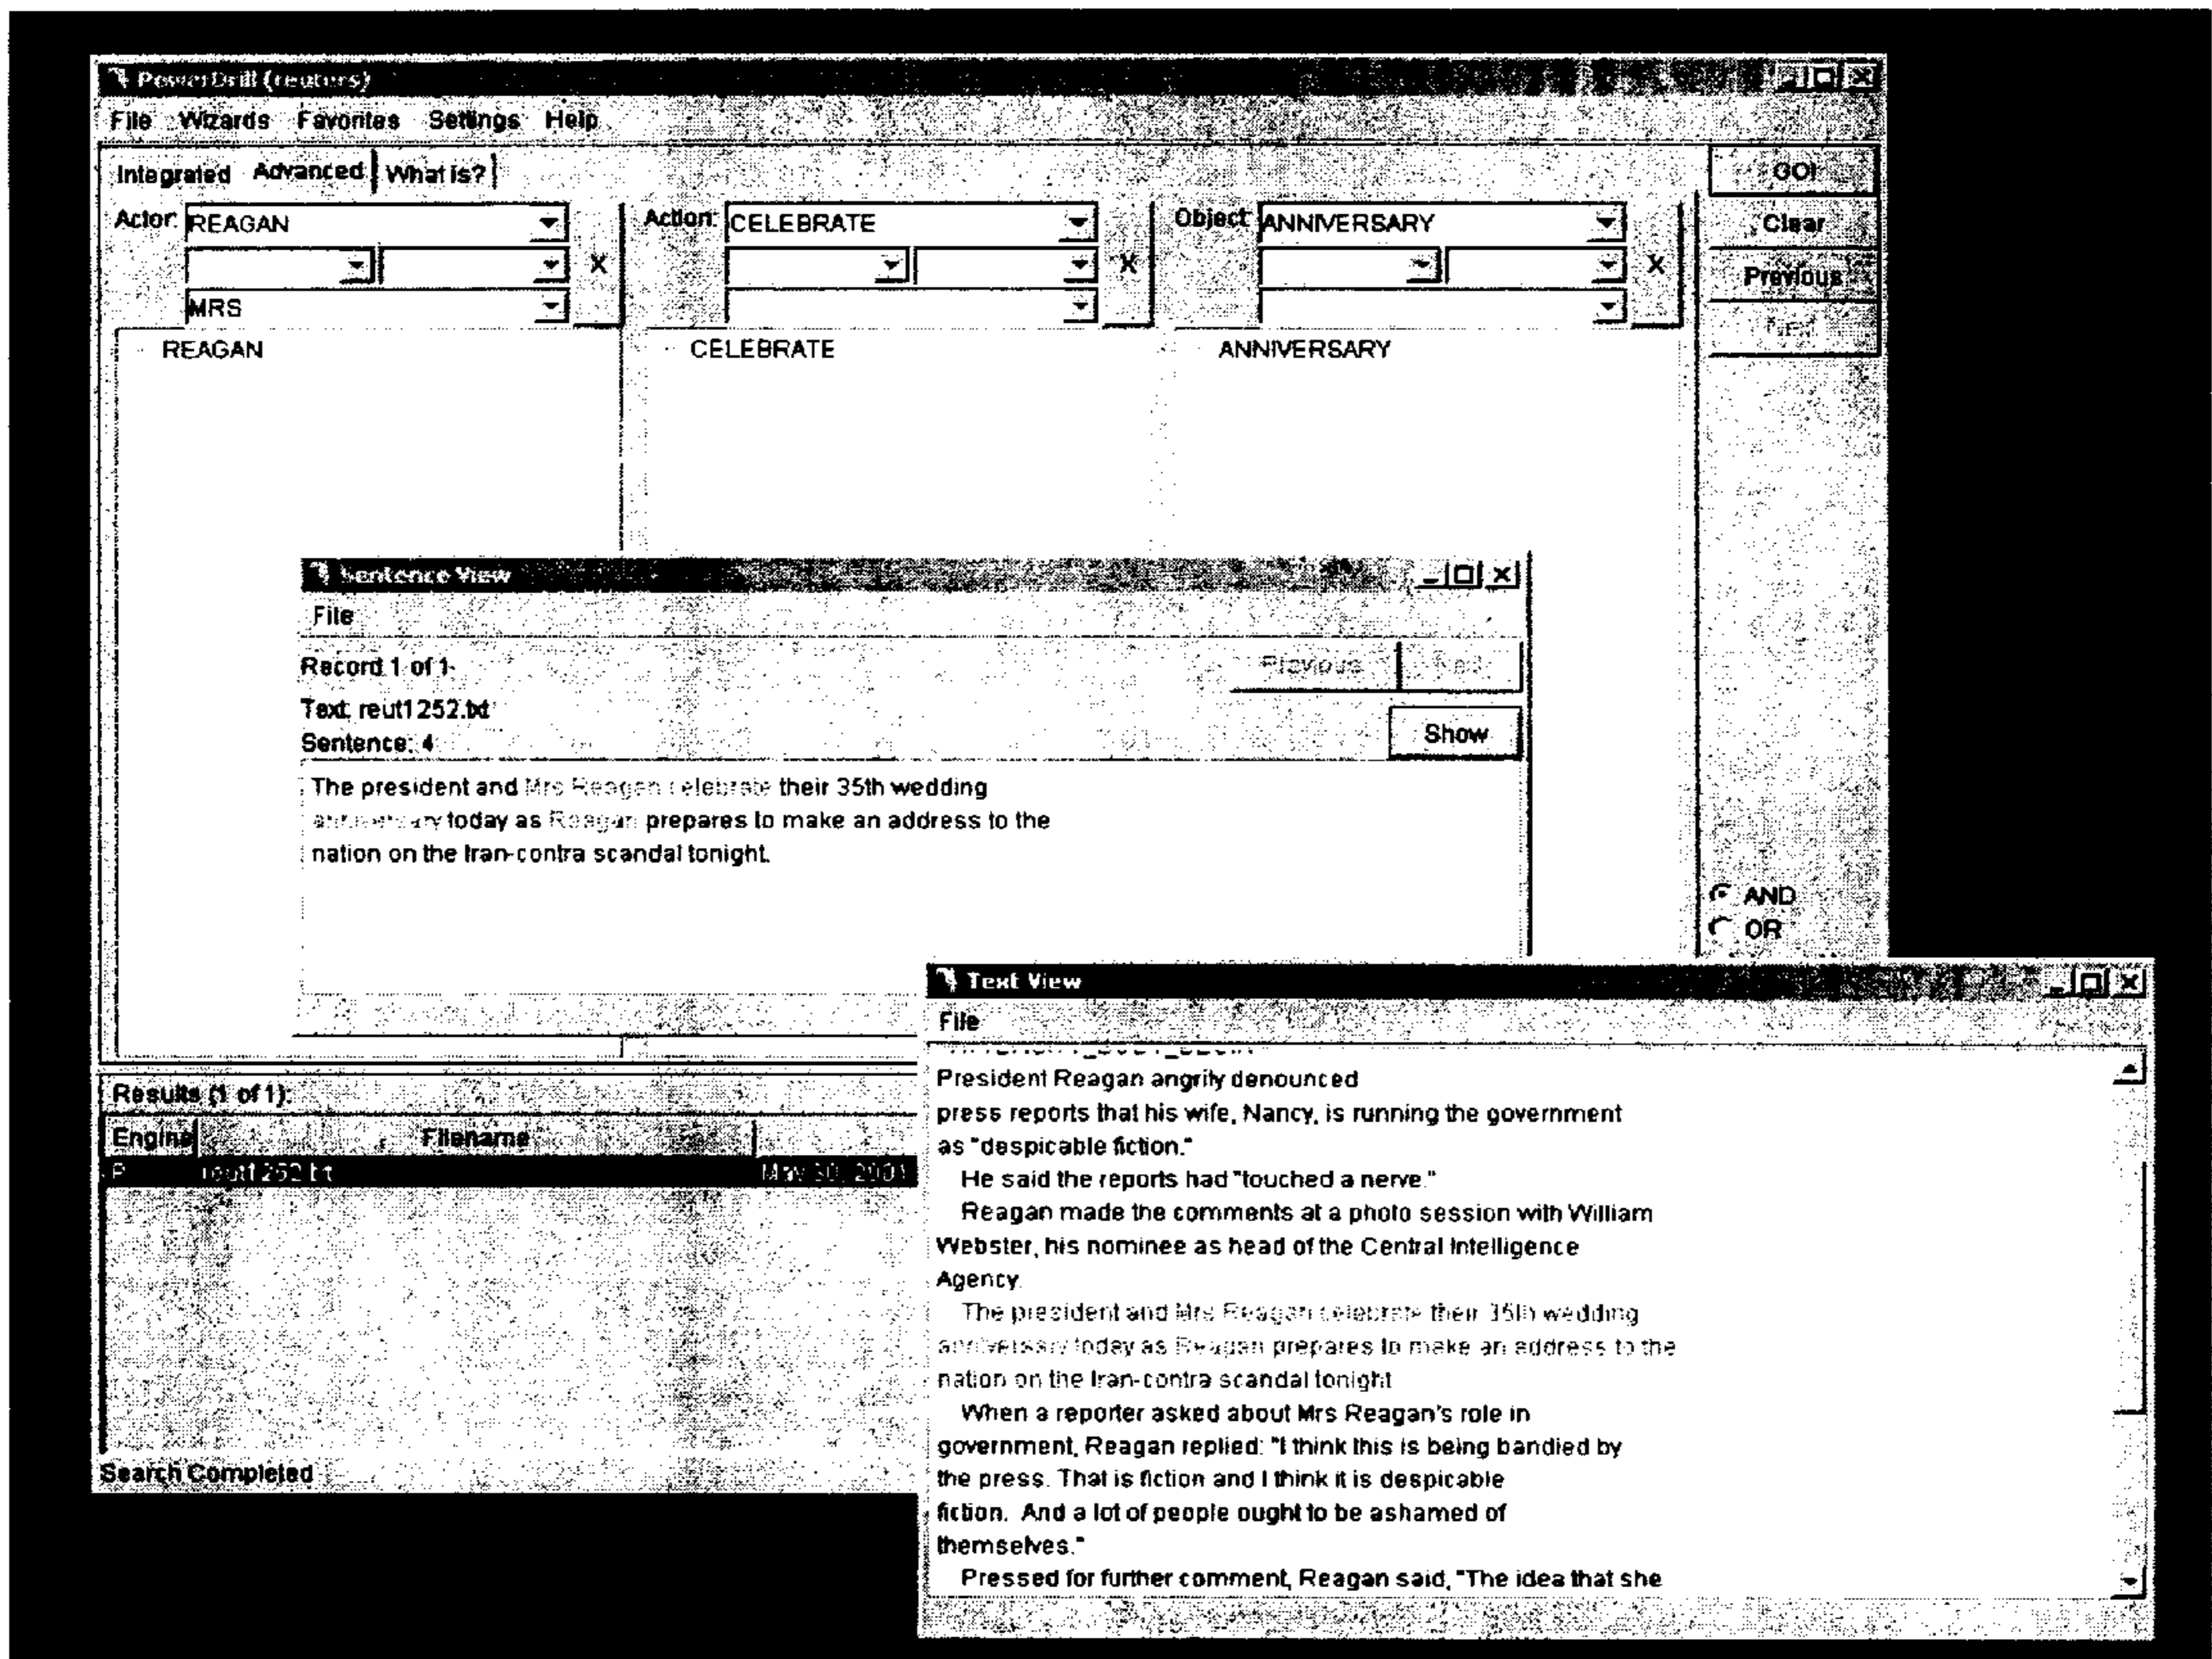 PowerDrill (reuters)
File Wizards Favorites Settings Help
Integrated Advanced What is?
GO!
Actor: REAGAN Action: CELEBRATE Object: ANNIVERSARY
Clear
X X X
Previous
MRS
Next
REAGAN CELEBRATE ANNIVERSARY
Sentence View
File
Record 1 of 1
Previous Next
Text: reut1252.txt
Show
Sentence: 4
The president and Mrs Reagan celebrate their 35th wedding
anniversary today as Reagan prepares to make an address to the
nation on the Iran-contra scandal tonight.
AND
OR
Text View
File
President Reagan angrily denounced
press reports that his wife, Nancy, is running the government
as "despicable fiction."
He said the reports had "touched a nerve."
Reagan made the comments at a photo session with William
Webster, his nominee as head of the Central Intelligence
Agency.
The president and Mrs Reagan celebrate their 35th wedding
anniversary today as Reagan prepares to make an address to the
nation on the Iran-contra scandal tonight
When a reporter asked about Mrs Reagan's role in
government, Reagan replied: "I think this is being bandied by
the press. That is fiction and I think it is despicable
fiction. And a lot of people ought to be ashamed of
themselves."
Pressed for further comment, Reagan said, "The idea that she
Results (1 of 1):
Engine Filename
P reut1252.txt May 30, 2001
Search Completed